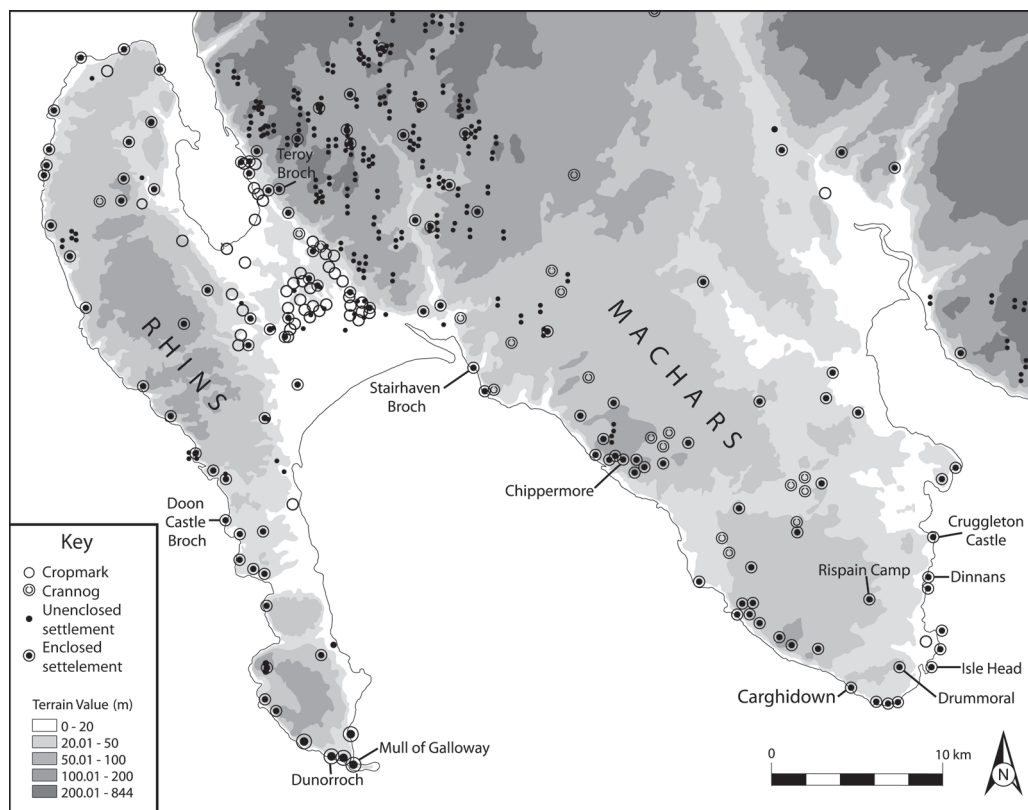 Teroy
Broch
RHINS
MACHARS
Stairhaven
Broch
Chippermore
Doon
Castle
Broch
Cruggleton
Castle
Rispain Camp
Dinnans
Isle Head
Carghidown
Drummoral
Mull of Galloway
Dunorroch
Key
Cropmark
Crannog
Unenclosed
settlement
Enclosed
settelement
Terrain Value (m)
0 - 20
20.01 - 50
50.01 - 100
100.01 - 200
200.01 - 844
0 10 km
N